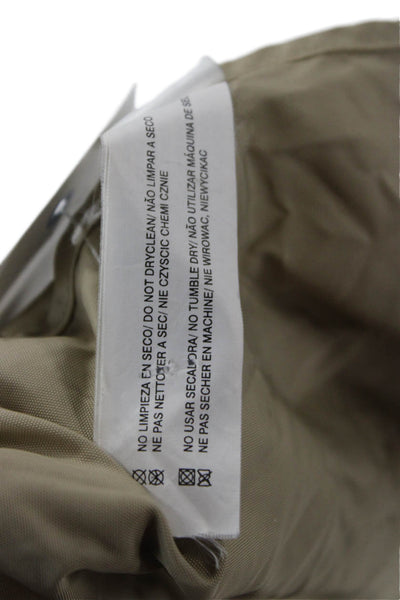 NO LIMPIEZA EN SECO/ DO NOT DRYCLEAN/ NÃO LIMPAR A SECO
NE PAS NETTOYER A SEC/ NIE CZYSCIC CHEMI CZNIE
NO USAR SECADORA/ NO TUMBLE DRY/ NÃO UTILIZAR MÁQUINA DE
NE PAS SECHER EN MACHINE/ NIE WIROWAC, NIEWYCIKAC